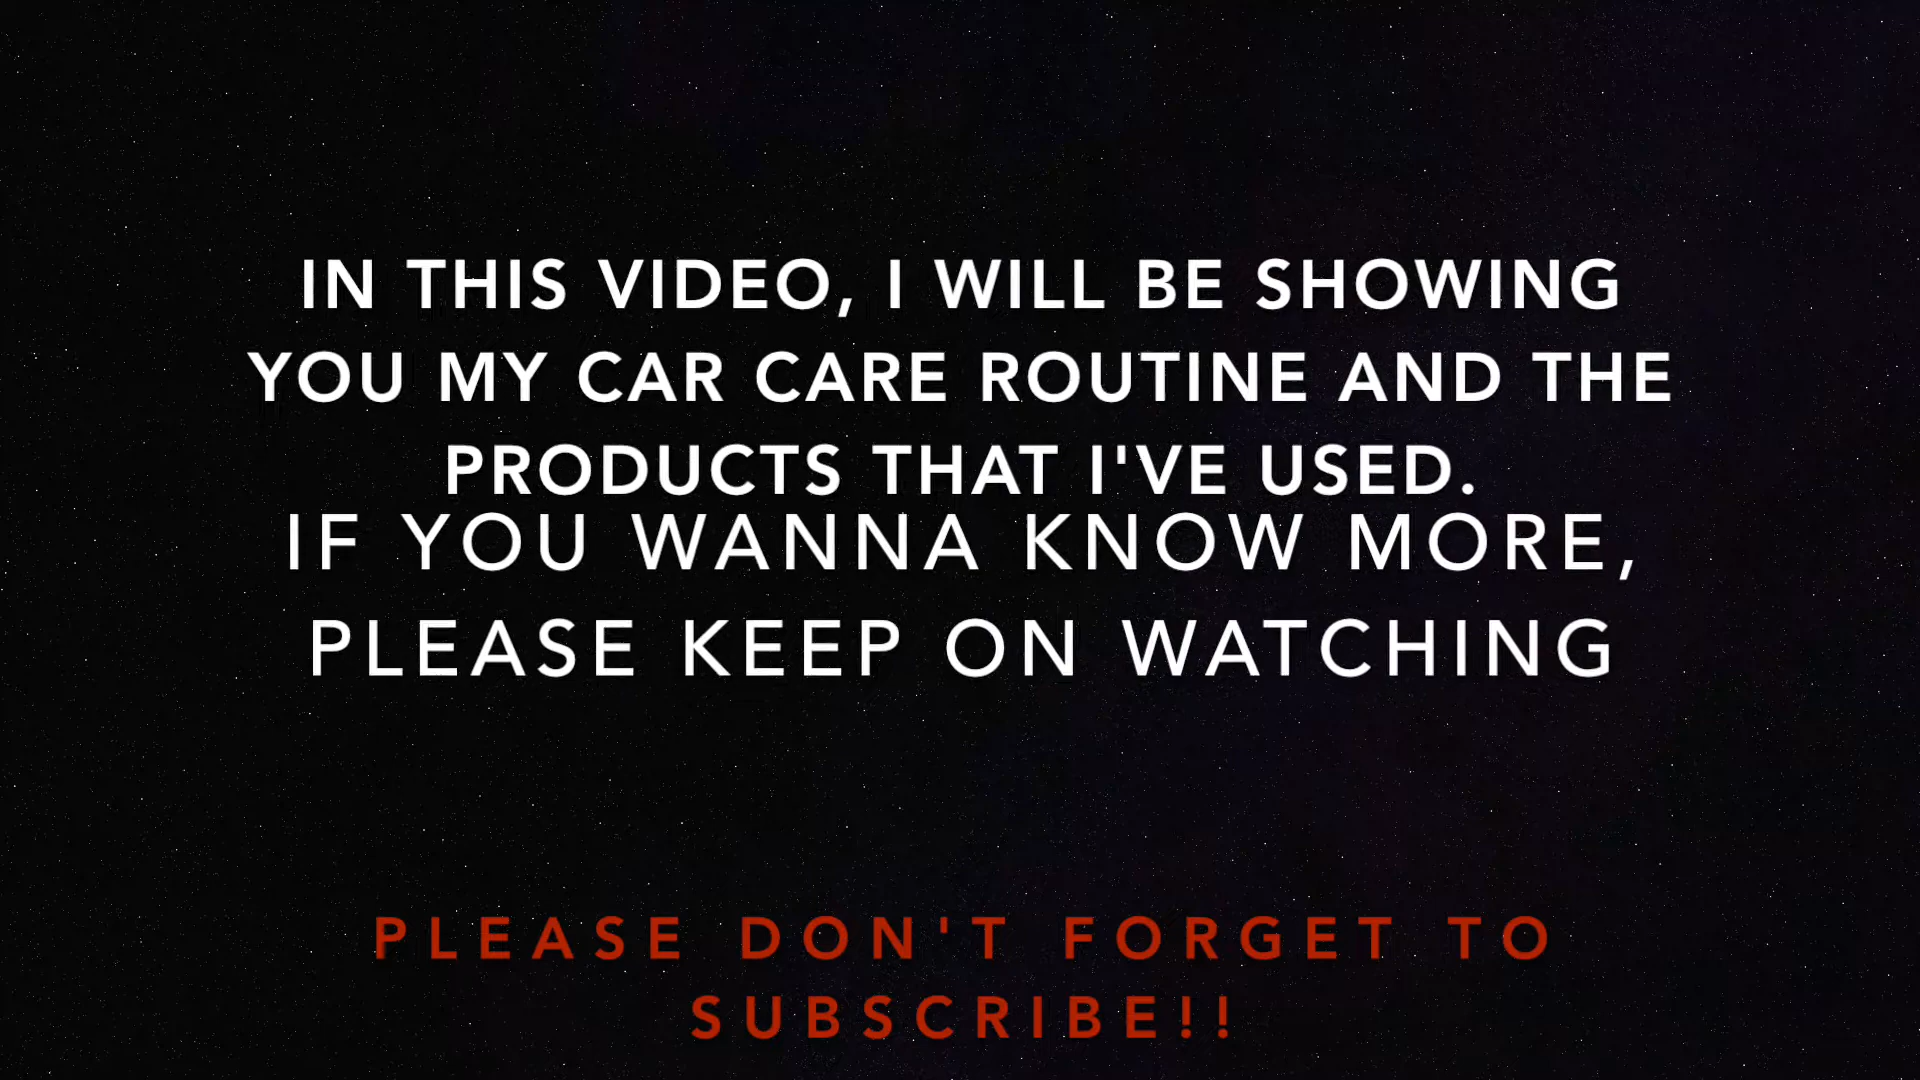 IN THIS VIDEO, I WILL BE SHOWING
YOU MY CAR CARE ROUTINE AND THE
PRODUCTS THAT I'VE USED.
IF YOU WANNA KNOW MORE,
PLEASE KEEP ON WATCHING
PLEASE DON'T FORGET TO
SUBSCRIBE!!